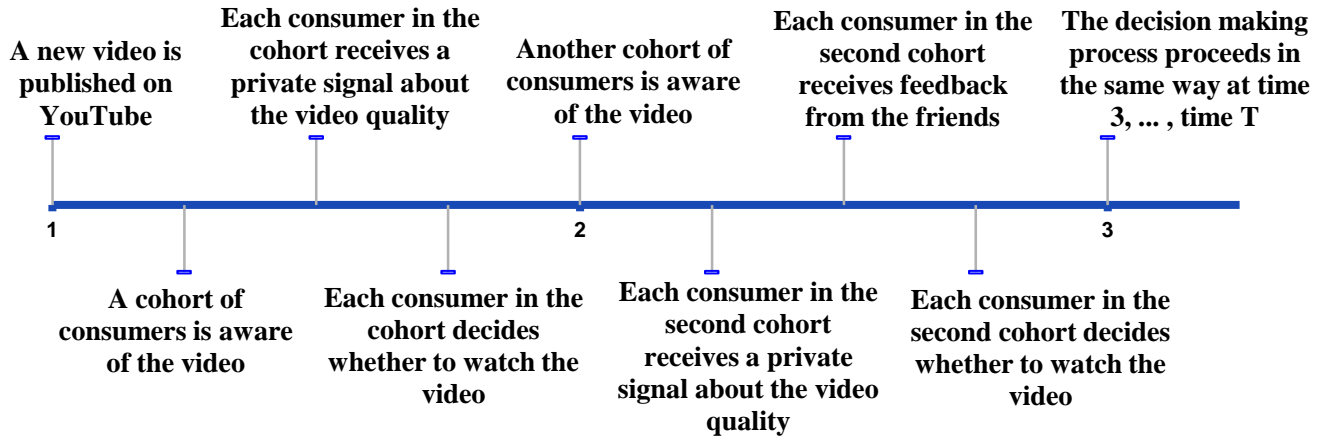 A new video is
published on
YouTube
Each consumer in the
cohort receives a
private signal about
the video quality
Another cohort of
consumers is aware
of the video
Each consumer in the
second cohort
receives feedback
from the friends
The decision making
process proceeds in
the same way at time
3, ... , time T
1
2
3
A cohort of
consumers is aware
of the video
Each consumer in the
cohort decides
whether to watch the
video
Each consumer in the
second cohort
receives a private
signal about the video
quality
Each consumer in the
second cohort decides
whether to watch the
video